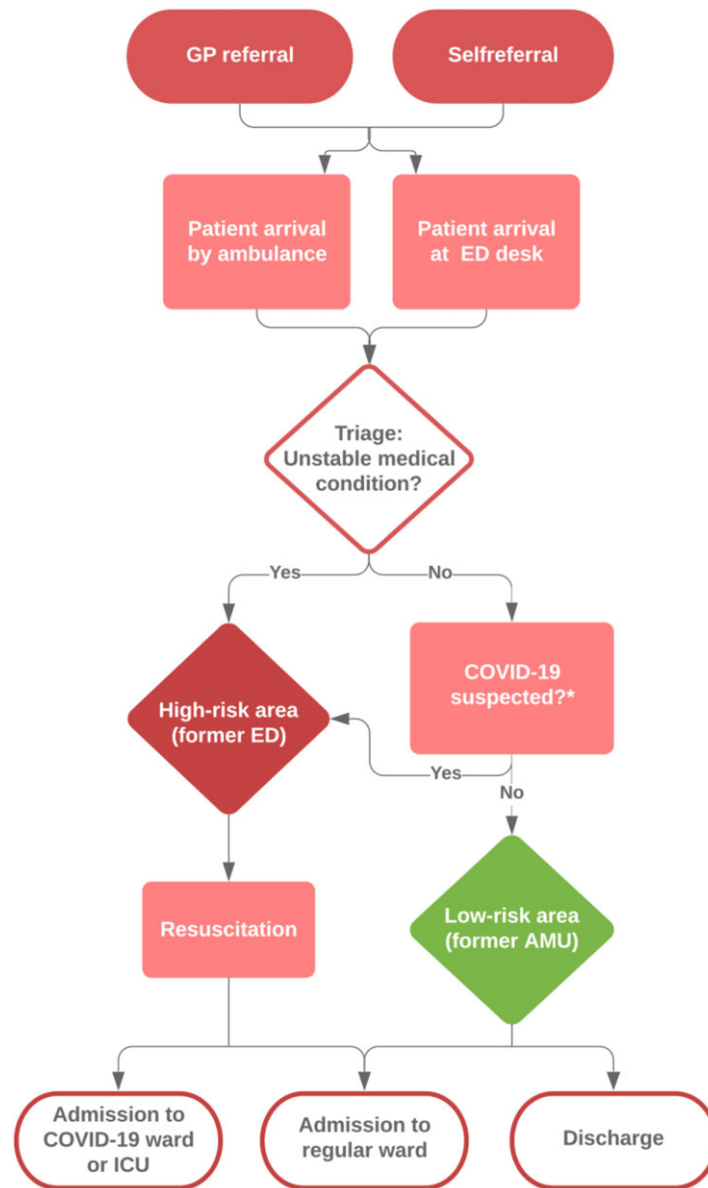 GP referral
Selfreferral
Patient arrival
by ambulance
Patient arrival
at ED desk
Triage:
Unstable medical
condition?
Yes
No
High-risk area
(former ED)
COVID-19
suspected?*
Yes
No
Resuscitation
Low-risk area
(former AMU)
Admission to
COVID-19 ward
or ICU
Admission to
regular ward
Discharge